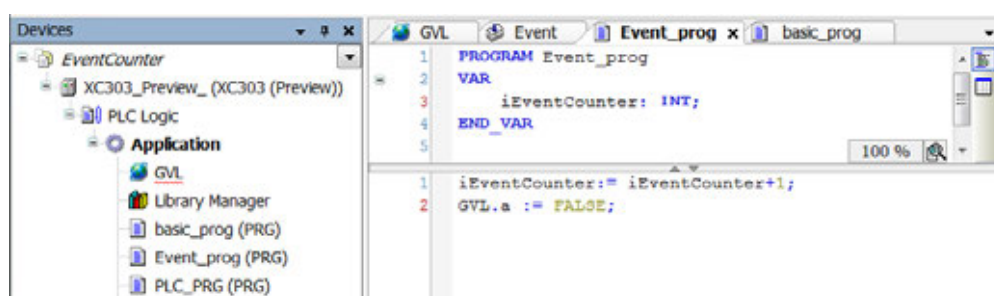 Devices
EventCounter
XC303_Preview_ (XC303 (Preview))
PLC Logic
Application
GVL
Library Manager
basic_prog (PRG)
Event_prog (PRG)
PLC_PRG (PRG)
GVL Event Event_prog x basic_prog
1 PROGRAM Event_prog
2 VAR
3 iEventCounter: INT;
4 END_VAR
5
100 %
1 iEventCounter:= iEventCounter+1;
2 GVL.a := FALSE;